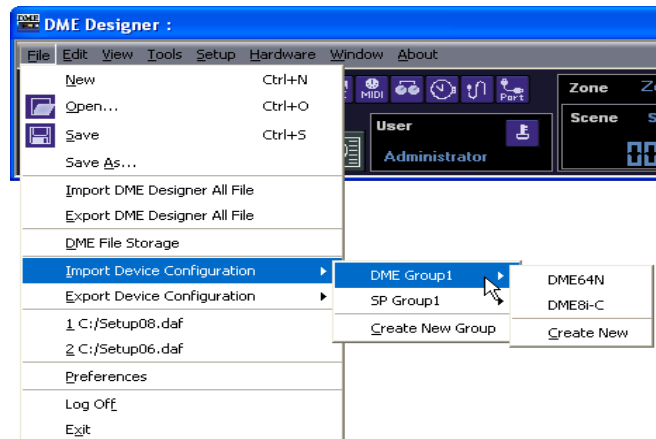 DME Designer :
File Edit View Tools Setup Hardware Window About
New Ctrl+N
Open... Ctrl+O
Save Ctrl+S
Save As...
Import DME Designer All File
Export DME Designer All File
DME File Storage
Import Device Configuration
Export Device Configuration
1 C:/Setup08.daf
2 C:/Setup06.daf
Preferences
Log Off
Exit
MIDI
Port
User
Administrator
Zone
Scene
DME Group1
SP Group1
Create New Group
DME64N
DME8i-C
Create New